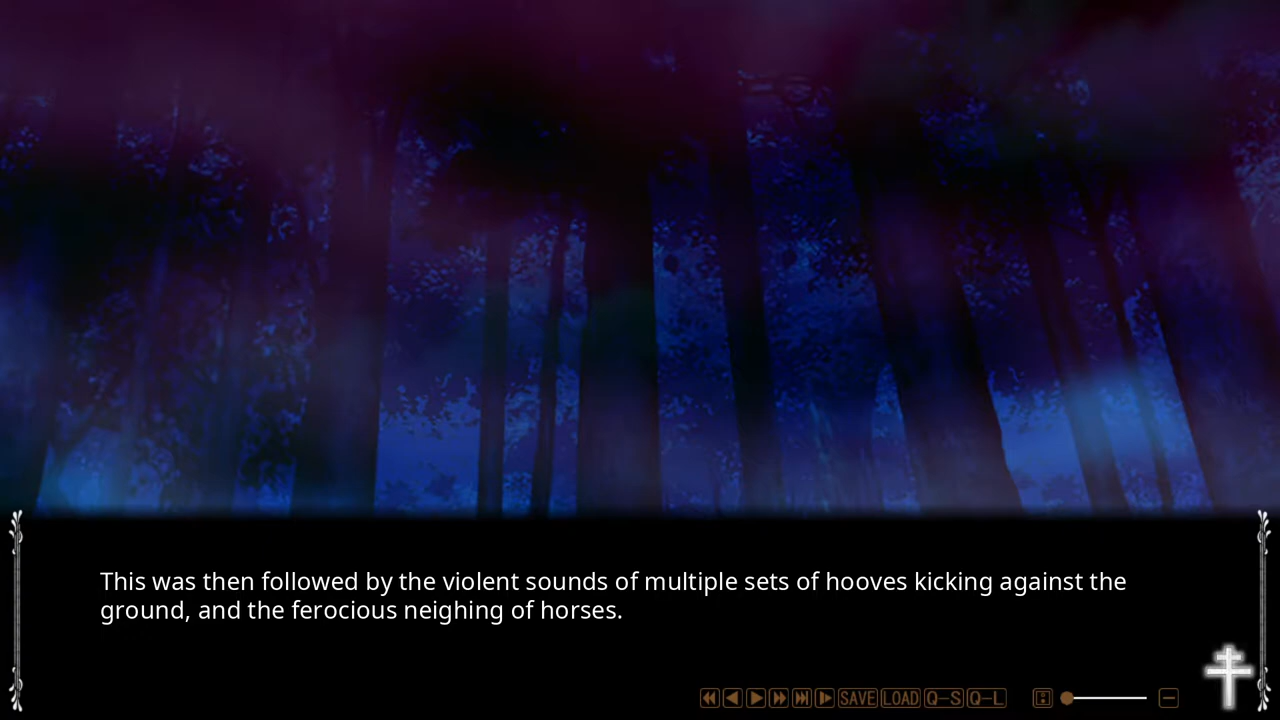 This was then followed by the violent sounds of multiple sets of hooves kicking against the
ground, and the ferocious neighing of horses.
SAVE LOAD Q-S Q-L